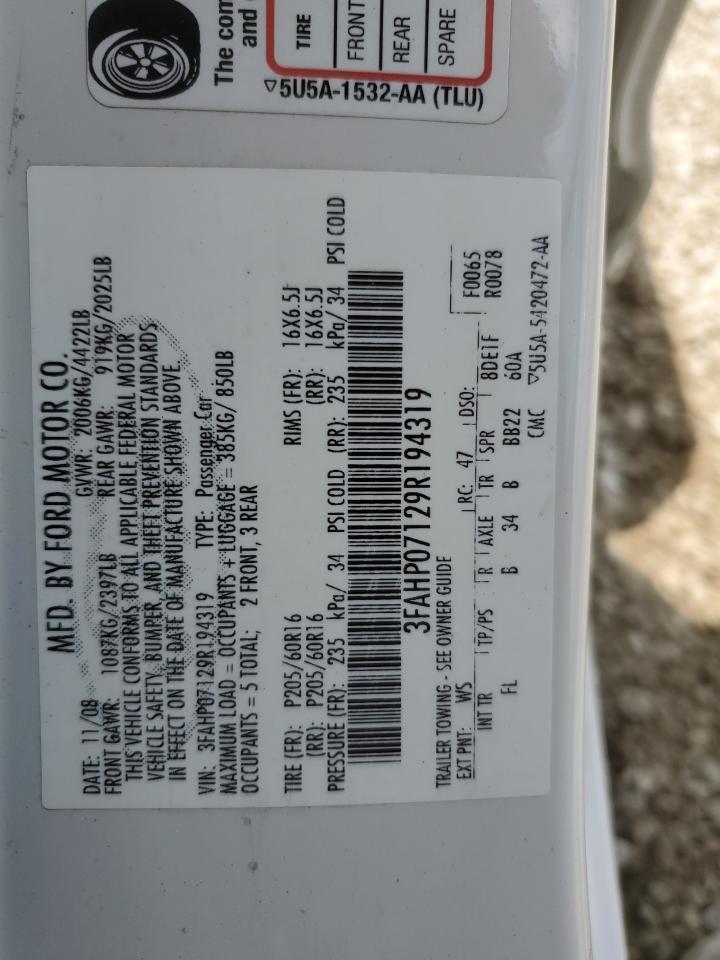 The com
and
TIRE
FRONT
REAR
SPARE
▽5U5A-1532-AA (TLU)
MFD. BY FORD MOTOR CO.
DATE: 11/08 GVWR: 2006KG/4422LB
FRONT GAWR: 1087KG/2397LB REAR GAWR: 919KG/2025LB
THIS VEHICLE CONFORMS TO ALL APPLICABLE FEDERAL MOTOR
VEHICLE SAFETY, BUMPER, AND THEFT PREVENTION STANDARDS
IN EFFECT ON THE DATE OF MANUFACTURE SHOWN ABOVE.
VIN: 3FAHP07129R194319 TYPE: Passenger Car
MAXIMUM LOAD = OCCUPANTS + LUGGAGE = 385KG/ 850LB
OCCUPANTS = 5 TOTAL; 2 FRONT, 3 REAR
TIRE (FR): P205/60R16 RIMS (FR): 16X6.5J
(RR): P205/60R16 (RR): 16X6.5J
PRESSURE (FR): 235 kPa/ 34 PSI COLD (RR): 235 kPa/ 34 PSI COLD
3FAHP07129R194319
TRAILER TOWING - SEE OWNER GUIDE
EXT PNT: WS RC: 47 DSO: F0065
R0078
INT TR TP/PS R AXLE TR SPR 8DE1F
FL B 34 B BB22 60A
CMC ▽5U5A-5420472-AA